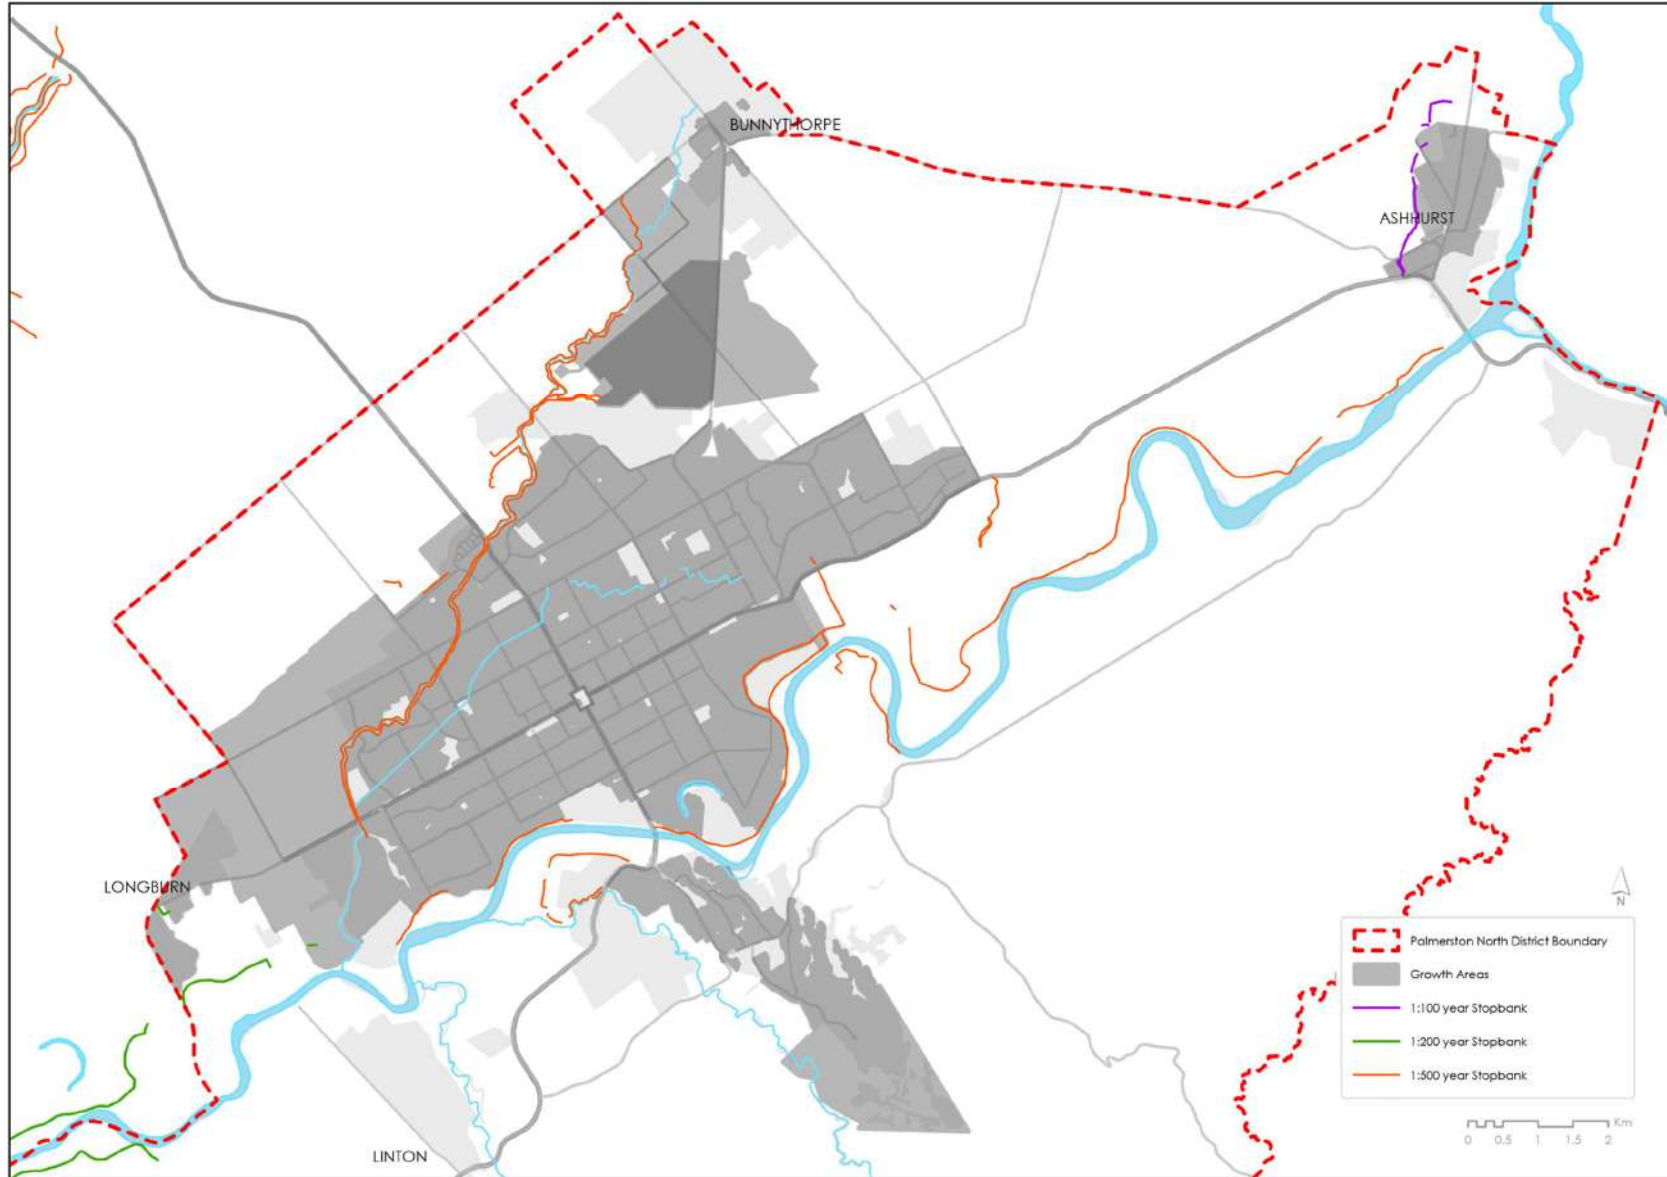 BUNNYTHORPE
ASHHURST
LONGBURN
LINTON
N
Palmerston North District Boundary
Growth Areas
1:100 year Stopbank
1:200 year Stopbank
1:500 year Stopbank
Km
0 0.5 1 1.5 2